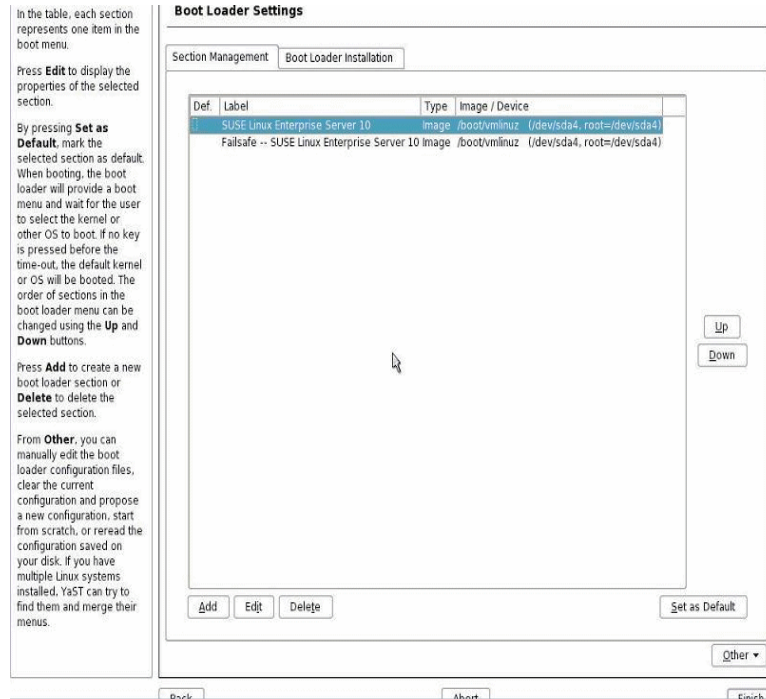 In the table, each section
represents one item in the
boot menu.
Press Edit to display the
properties of the selected
section.
By pressing Set as
Default, mark the
selected section as default.
When booting, the boot
loader will provide a boot
menu and wait for the user
to select the kernel or
other OS to boot. If no key
is pressed before the
time-out, the default kernel
or OS will be booted. The
order of sections in the
boot loader menu can be
changed using the Up and
Down buttons.
Press Add to create a new
boot loader section or
Delete to delete the
selected section.
From Other, you can
manually edit the boot
loader configuration files,
clear the current
configuration and propose
a new configuration, start
from scratch, or reread the
configuration saved on
your disk. If you have
multiple Linux systems
installed, YaST can try to
find them and merge their
menus.
Boot Loader Settings
Section Management Boot Loader Installation
Def. Label Type Image / Device
SUSE Linux Enterprise Server 10 Image /boot/vmlinuz (/dev/sda4, root=/dev/sda4)
Failsafe -- SUSE Linux Enterprise Server 10 Image /boot/vmlinuz (/dev/sda4, root=/dev/sda4)
Up
Down
Add Edit Delete Set as Default
Other
Back Abort Finish